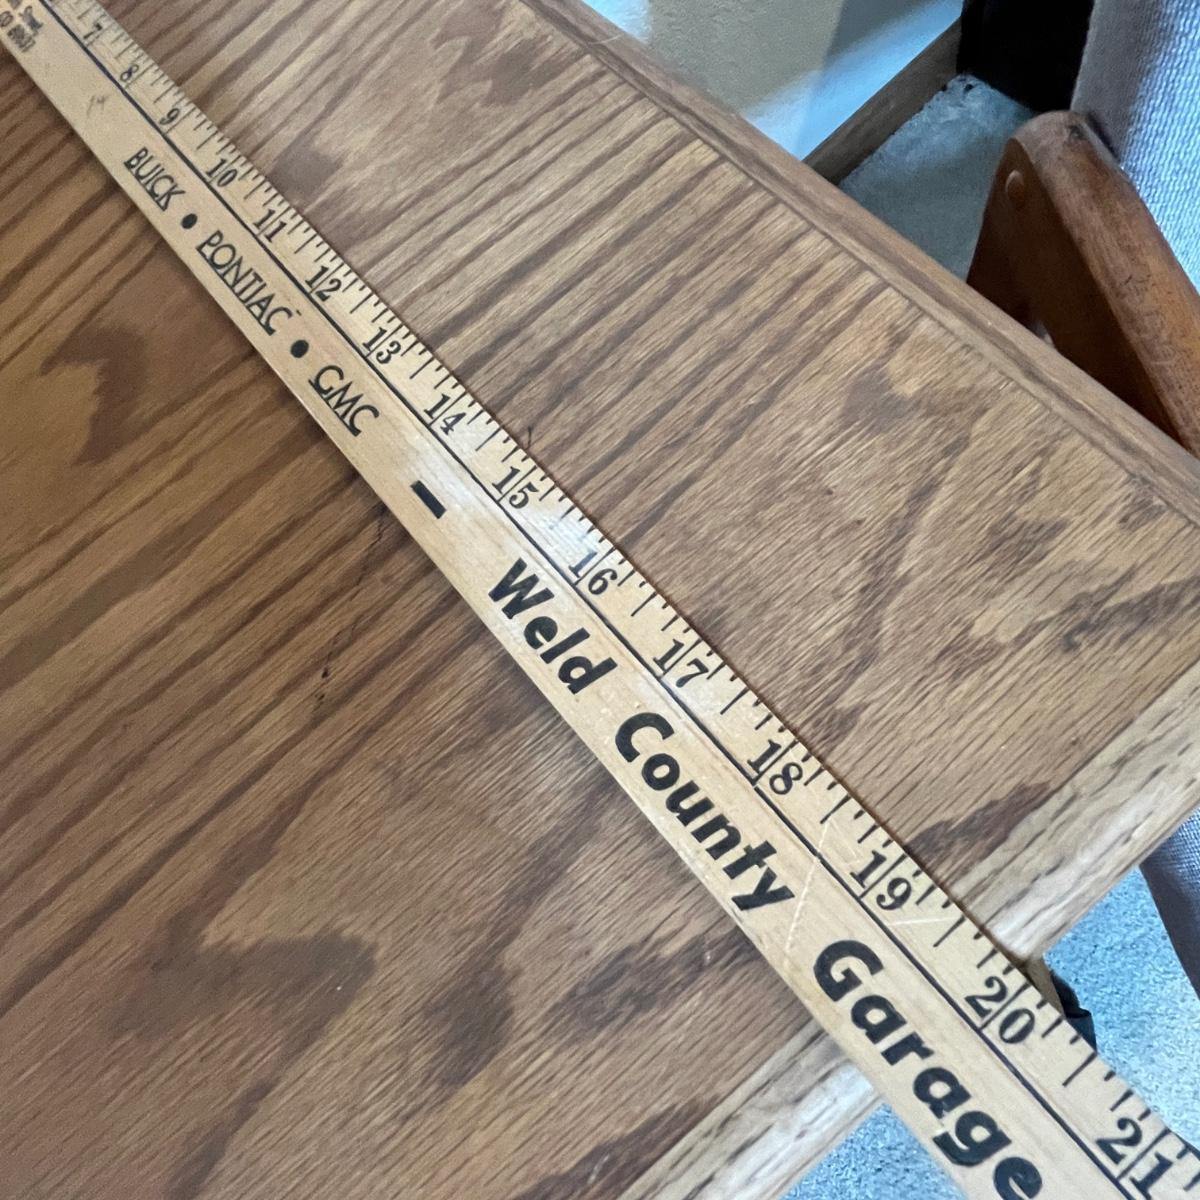 7 8 9 10 11 12 13 14 15 16 17 18 19 20 21
BUICK • PONTIAC • GMC – Weld County Garage